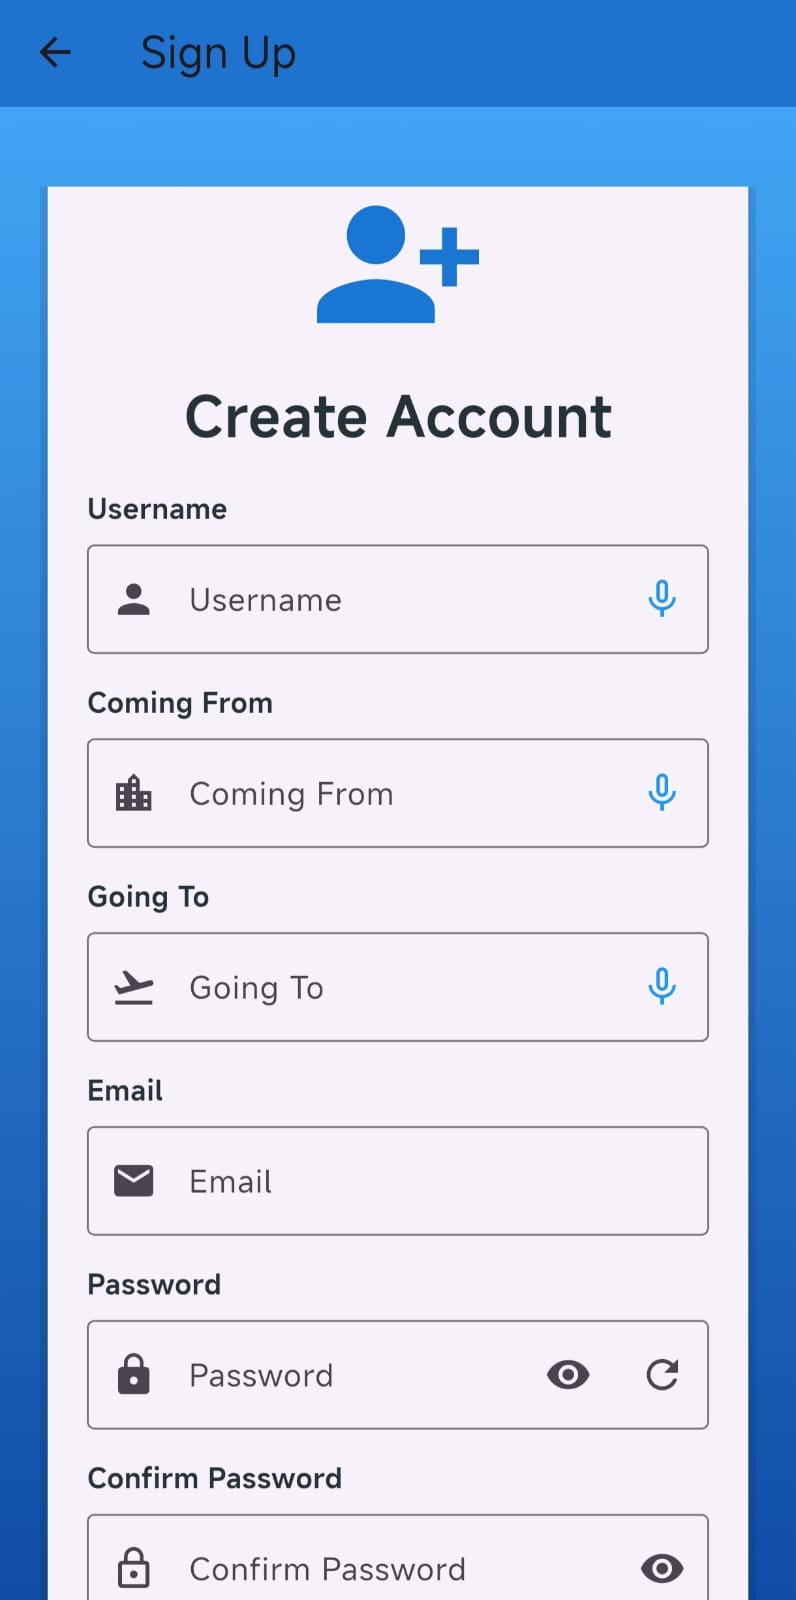 Sign Up
Create Account
Username
Username
Coming From
Coming From
Going To
Going To
Email
Email
Password
Password
Confirm Password
Confirm Password